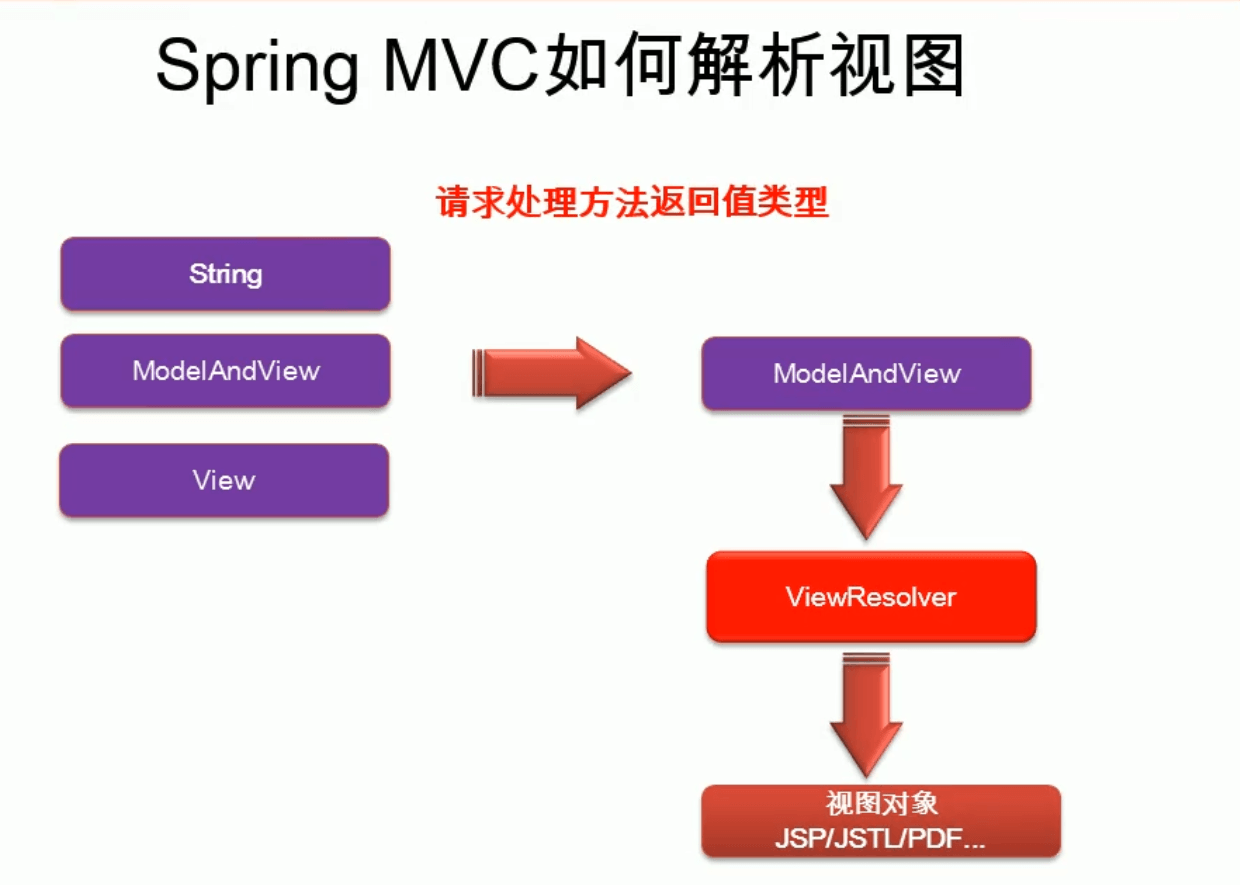 Spring MVC如何解析视图
请求处理方法返回值类型
String
ModelAndView
View
ModelAndView
ViewResolver
视图对象
JSP/JSTL/PDF...